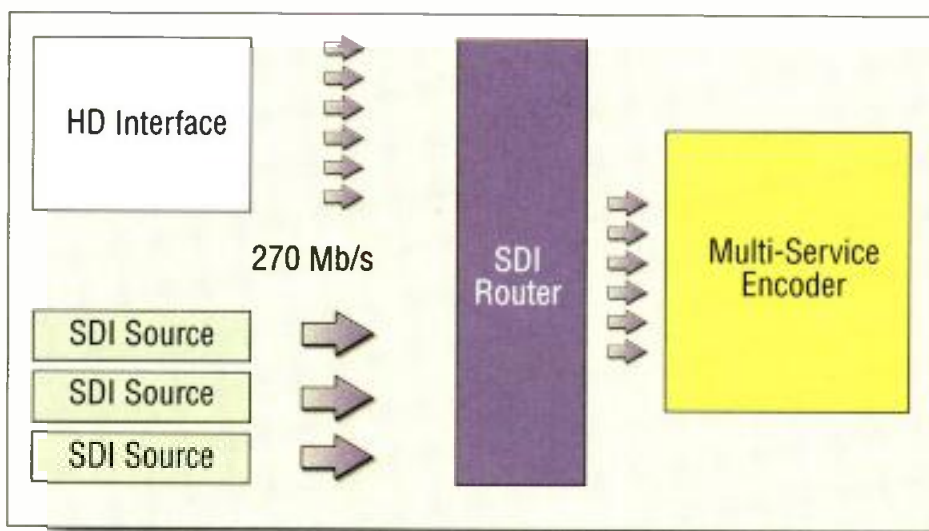 HD Interface
270 Mb/s
SDI Source
SDI Source
SDI Source
SDI
Router
Multi-Service
Encoder